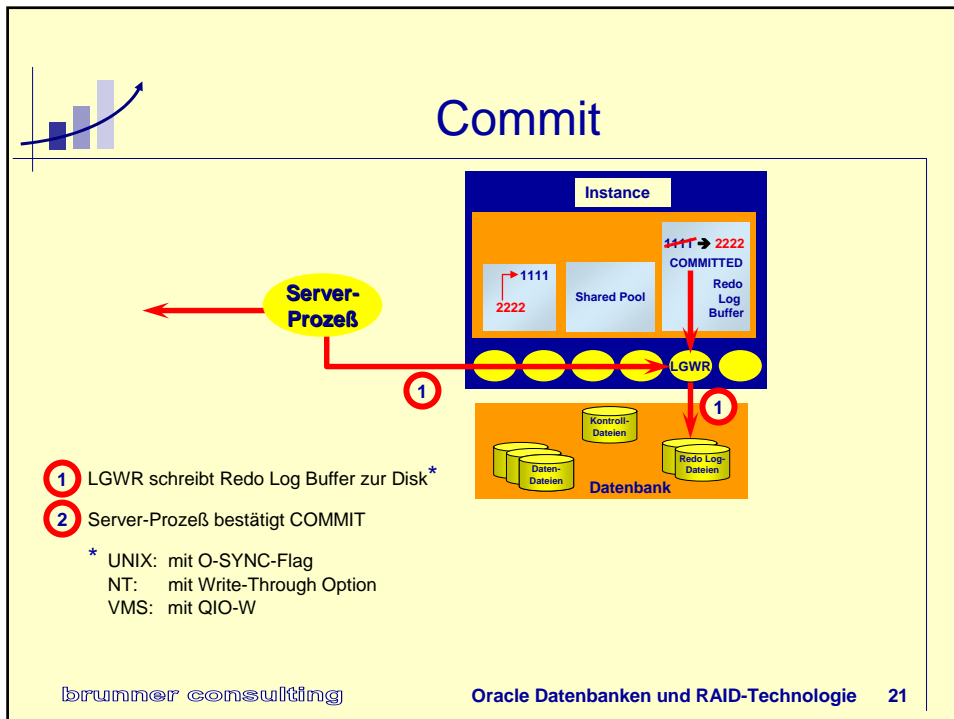 Commit
Instance
1111 ➔ 2222
COMMITTED
Redo
Log
Buffer
1111
2222
Shared Pool
Server-
Prozeß
LGWR
1
1
Kontroll-
Dateien
Daten-
Dateien
Redo Log-
Dateien
Datenbank
1 LGWR schreibt Redo Log Buffer zur Disk*
2 Server-Prozeß bestätigt COMMIT
* UNIX: mit O-SYNC-Flag
NT: mit Write-Through Option
VMS: mit QIO-W
brunner consulting
Oracle Datenbanken und RAID-Technologie 21